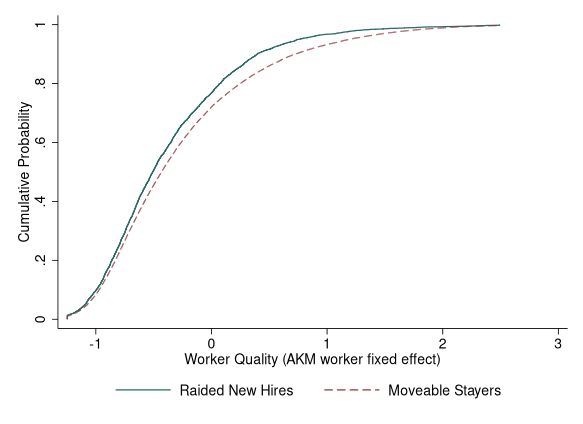 Cumulative Probability
1
.8
.6
.4
.2
0
-1 0 1 2 3
Worker Quality (AKM worker fixed effect)
Raided New Hires Moveable Stayers